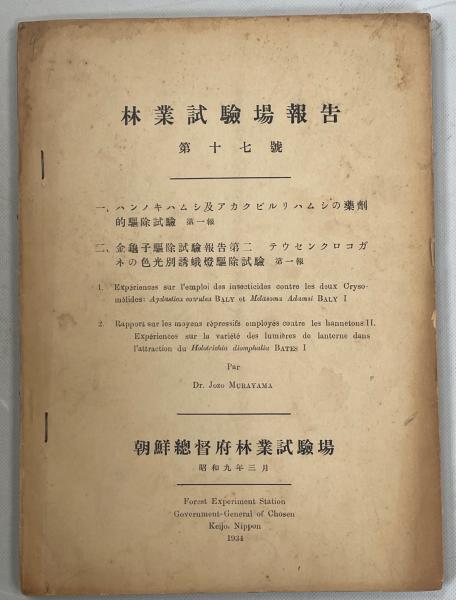 林業試驗場報告
第十七號
一、ハンノキハムシ及アカクビルリハムシの藥劑
的驅除試驗 第一報
二、金龜子驅除試驗報告第二 テウセンクロコガ
ネの色光別誘蛾燈驅除試驗 第一報
1. Expériences sur l'emploi des insecticides contre les deux Cryso-
mélides: Agelastica coerulea BALY et Melasoma Adamsi BALY I
2. Rapport sur les moyens répressifs employés contre les hannetons II.
Expériences sur la variété des lumières de lanterne dans
l'attraction du Holotrichia diomphalia BATES I
Par
Dr. Jozo MURAYAMA
朝鮮總督府林業試驗場
昭和九年三月
Forest Experiment Station
Government-General of Chosen
Keijo, Nippon
1934